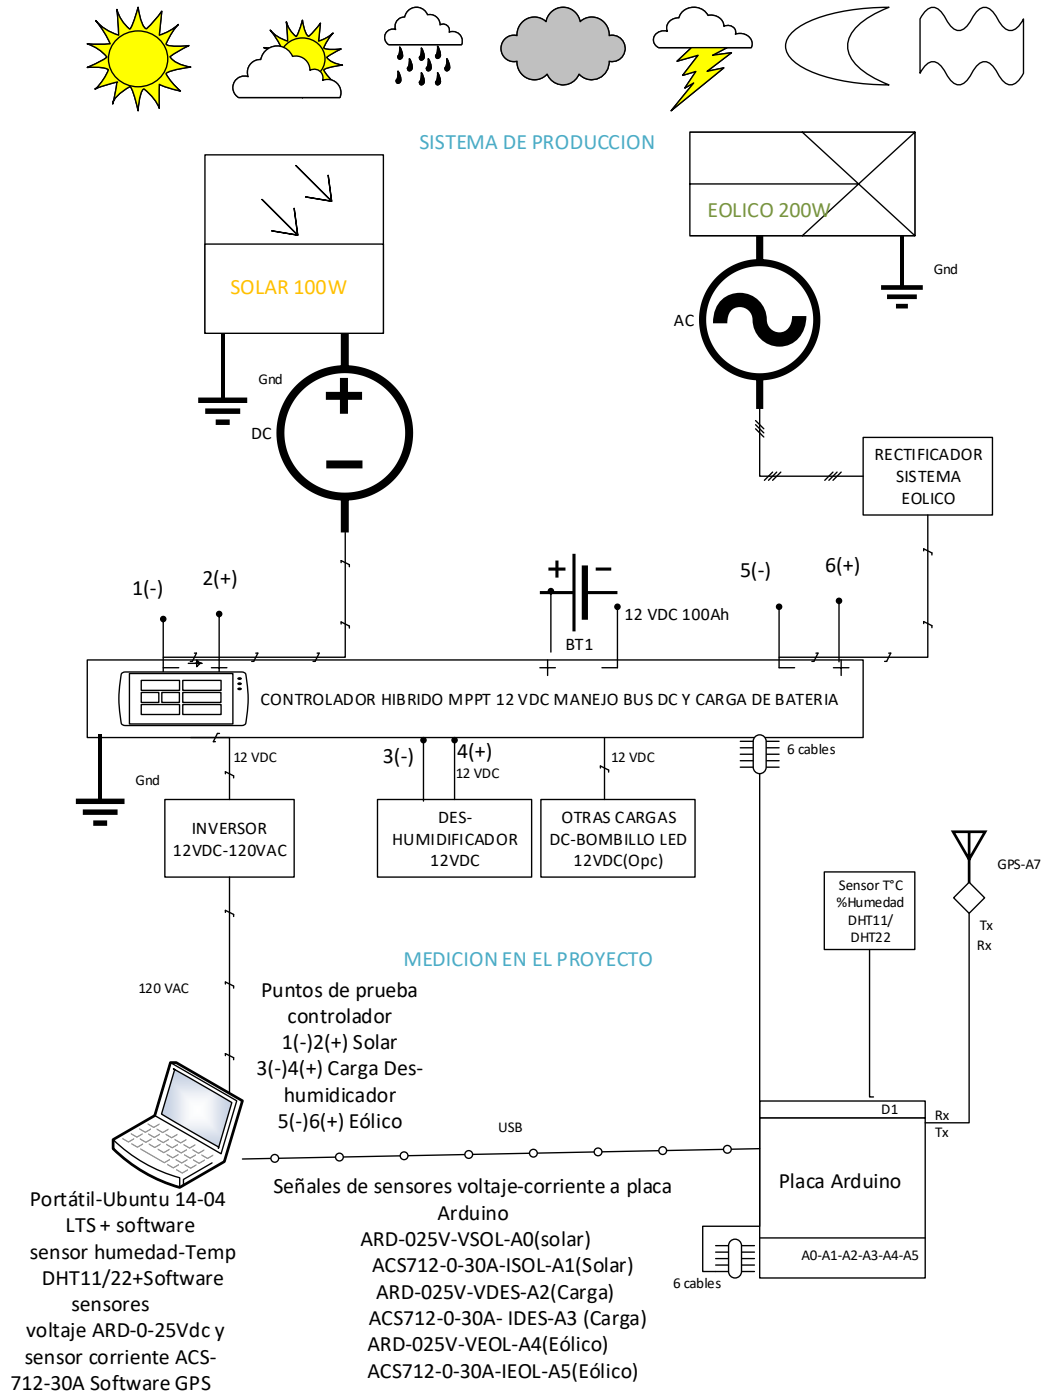 SISTEMA DE PRODUCCION
EOLICO 200W
SOLAR 100W
Gnd
AC
Gnd
DC
RECTIFICADOR
SISTEMA
EOLICO
1(-)
2(+)
12 VDC 100Ah
BT1
5(-)
6(+)
CONTROLADOR HIBRIDO MPPT 12 VDC MANEJO BUS DC Y CARGA DE BATERIA
12 VDC
3(-)
4(+)
12 VDC
12 VDC
6 cables
Gnd
INVERSOR
12VDC-120VAC
DES-
HUMIDIFICADOR
12VDC
OTRAS CARGAS
DC-BOMBILLO LED
12VDC(Opc)
Sensor T°C
%Humedad
DHT11/
DHT22
GPS-A7
Tx
Rx
MEDICION EN EL PROYECTO
120 VAC
Puntos de prueba
controlador
1(-)2(+) Solar
3(-)4(+) Carga Des-
humidicador
5(-)6(+) Eólico
USB
D1
Rx
Tx
Placa Arduino
A0-A1-A2-A3-A4-A5
6 cables
Portátil-Ubuntu 14-04
LTS + software
sensor humedad-Temp
DHT11/22+Software
sensores
voltaje ARD-0-25Vdc y
sensor corriente ACS-
712-30A Software GPS
Señales de sensores voltaje-corriente a placa
Arduino
ARD-025V-VSOL-A0(solar)
ACS712-0-30A-ISOL-A1(Solar)
ARD-025V-VDES-A2(Carga)
ACS712-0-30A- IDES-A3 (Carga)
ARD-025V-VEOL-A4(Eólico)
ACS712-0-30A-IEOL-A5(Eólico)